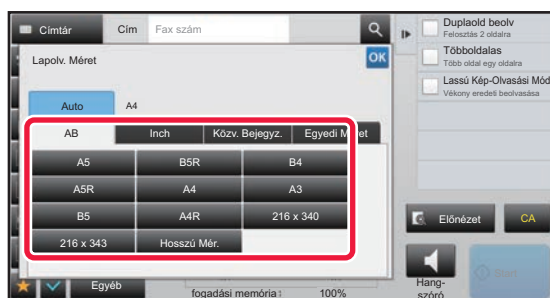 Címtár
Cím
Fax szám
Lapolv. Méret
OK
Auto
A4
AB
Inch
Közv. Bejegyz.
Egyedi Méret
A5
B5R
B4
A5R
A4
A3
B5
A4R
216 x 340
216 x 343
Hosszú Mér.
Egyéb
fogadási memória:
100%
Duplaold beolv
Felosztás 2 oldalra
Többoldalas
Több oldal egy oldalra
Lassú Kép-Olvasási Mód
Vékony eredeti beolvasása
Előnézet
CA
Hang-
szóró
Start